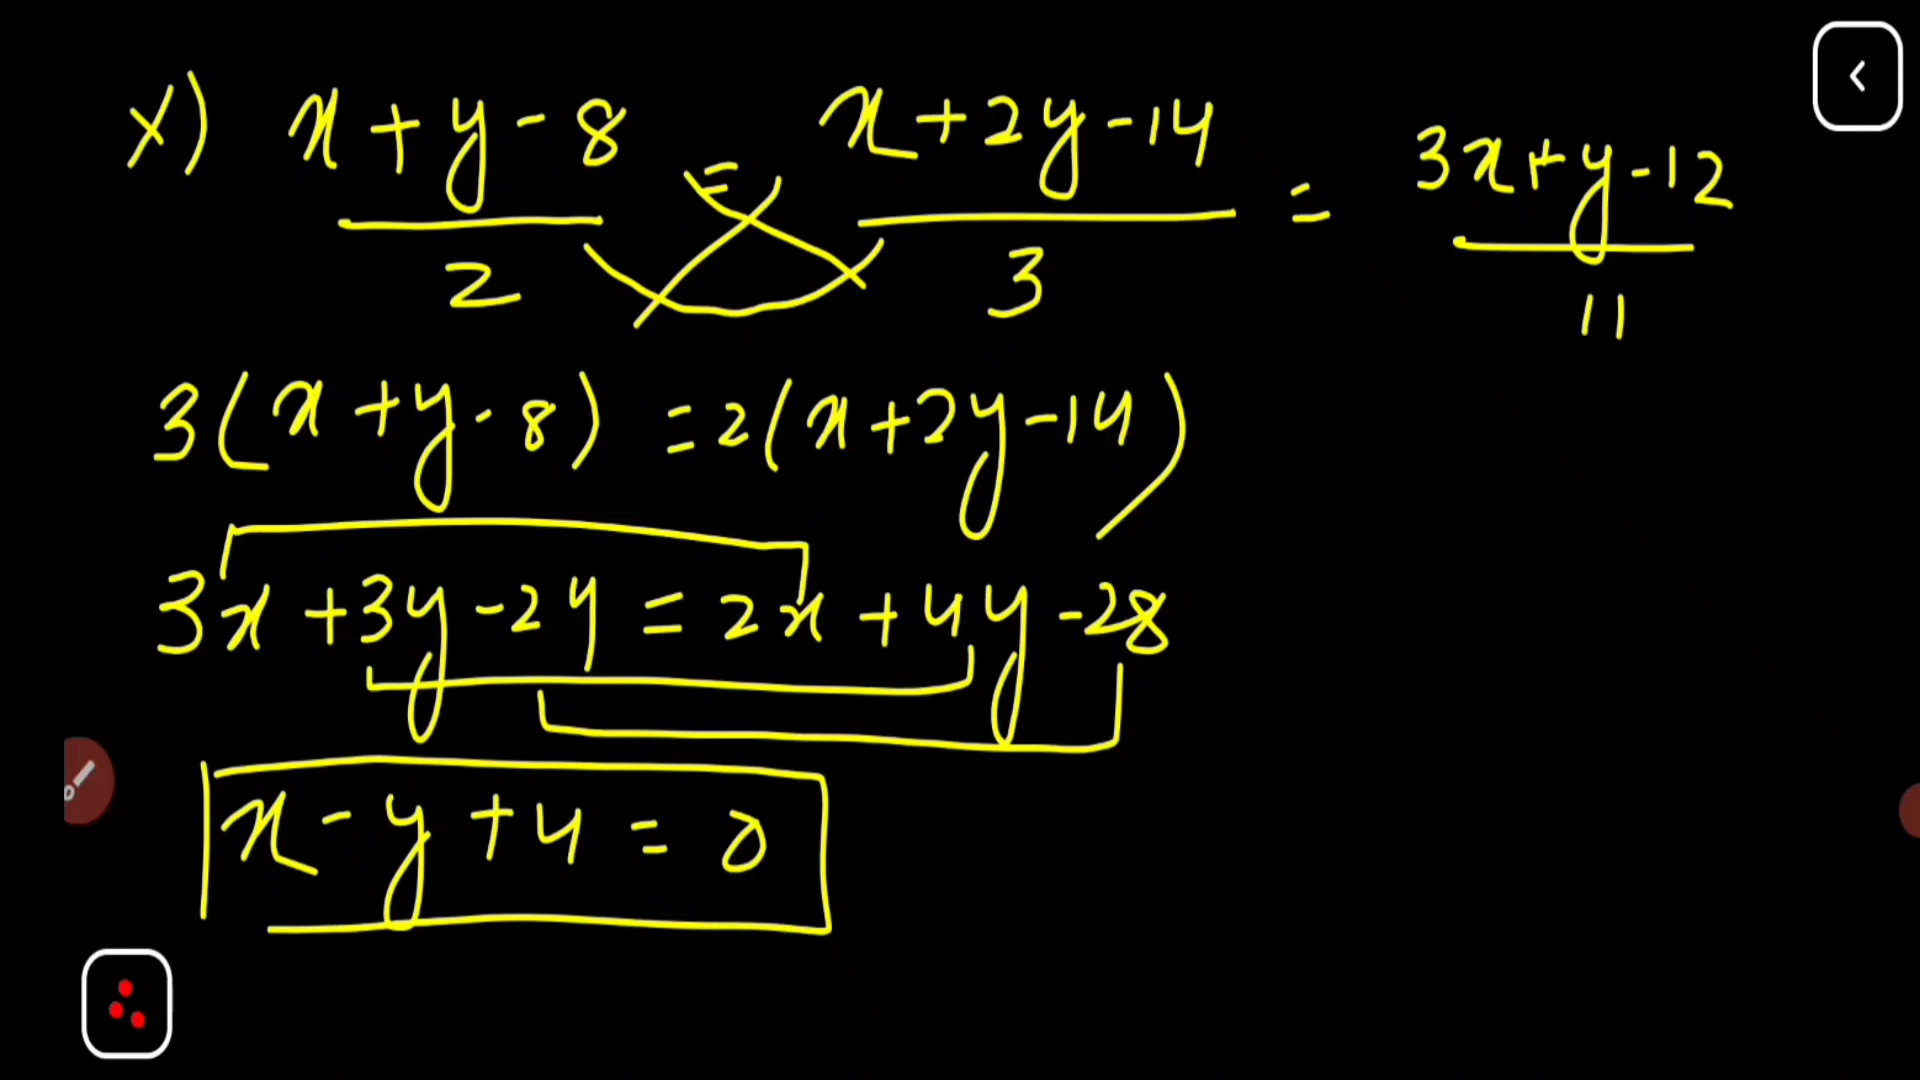 x) x+y-8/2 = x+2y-14/3 = 3x+y-12/11
3(x+y-8) =2(x+2y-14)
3x+3y-24=2x+4y-28
x-y+4=0